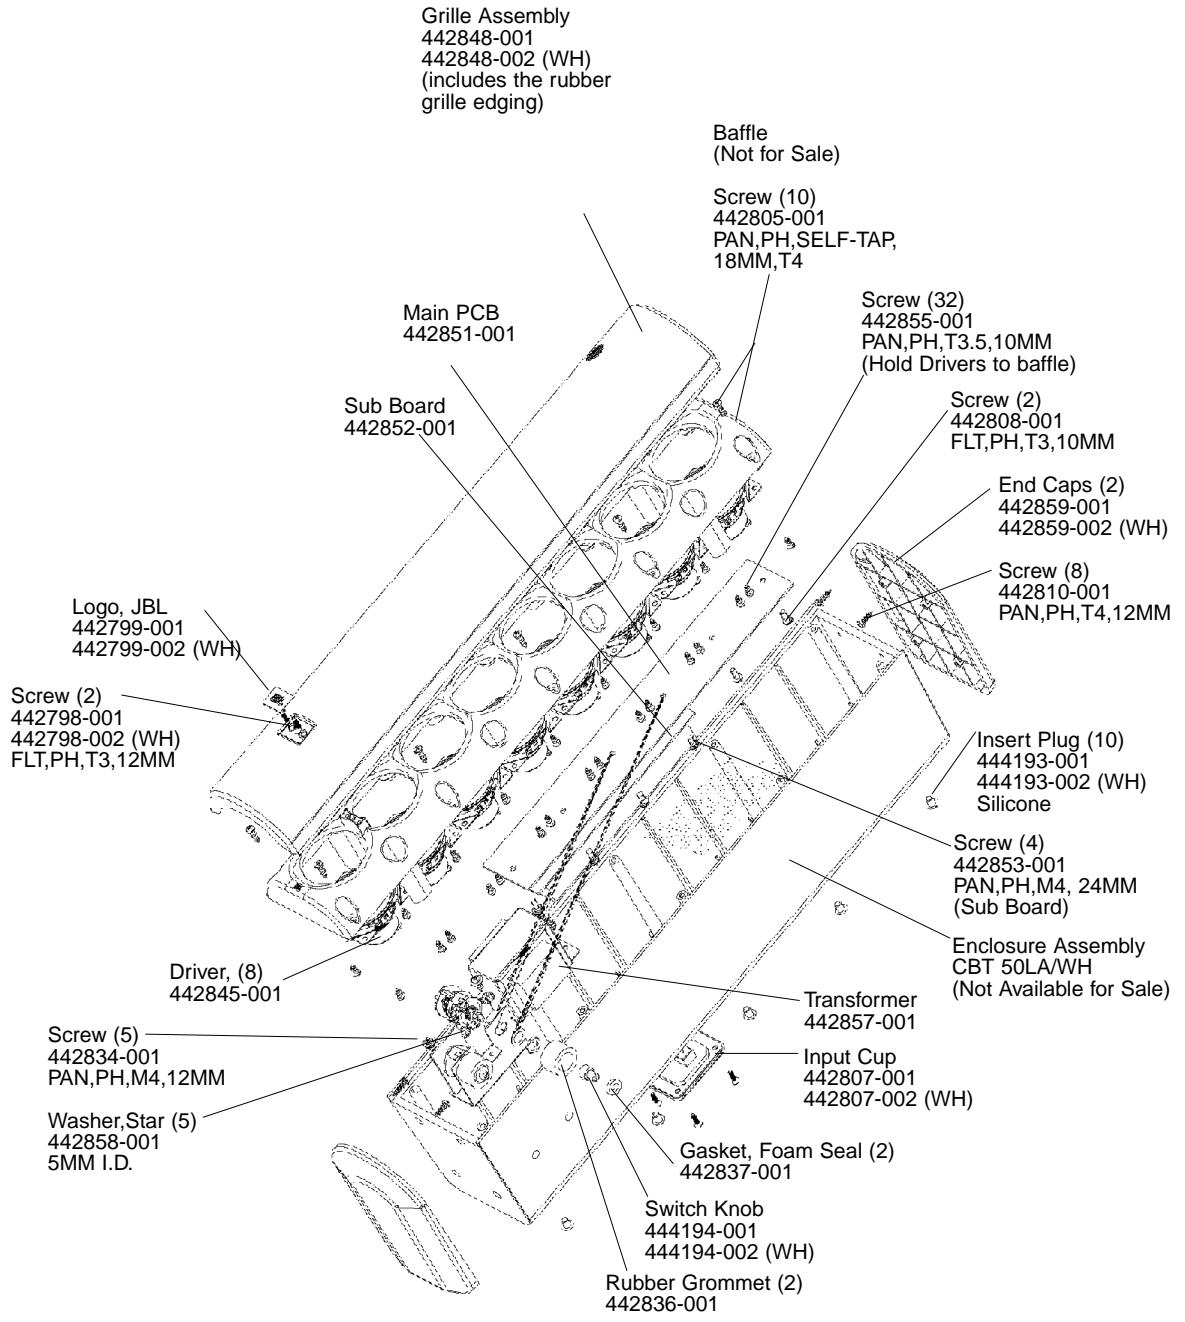 Grille Assembly
442848-001
442848-002 (WH)
(includes the rubber
grille edging)
Baffle
(Not for Sale)
Screw (10)
442805-001
PAN,PH,SELF-TAP,
18MM,T4
Main PCB
442851-001
Screw (32)
442855-001
PAN,PH,T3.5,10MM
(Hold Drivers to baffle)
Sub Board
442852-001
Screw (2)
442808-001
FLT,PH,T3,10MM
End Caps (2)
442859-001
442859-002 (WH)
Screw (8)
442810-001
PAN,PH,T4,12MM
Logo, JBL
442799-001
442799-002 (WH)
Screw (2)
442798-001
442798-002 (WH)
FLT,PH,T3,12MM
Insert Plug (10)
444193-001
444193-002 (WH)
Silicone
Screw (4)
442853-001
PAN,PH,M4, 24MM
(Sub Board)
Enclosure Assembly
CBT 50LA/WH
(Not Available for Sale)
Driver, (8)
442845-001
Transformer
442857-001
Screw (5)
442834-001
PAN,PH,M4,12MM
Input Cup
442807-001
442807-002 (WH)
Washer,Star (5)
442858-001
5MM I.D.
Gasket, Foam Seal (2)
442837-001
Switch Knob
444194-001
444194-002 (WH)
Rubber Grommet (2)
442836-001